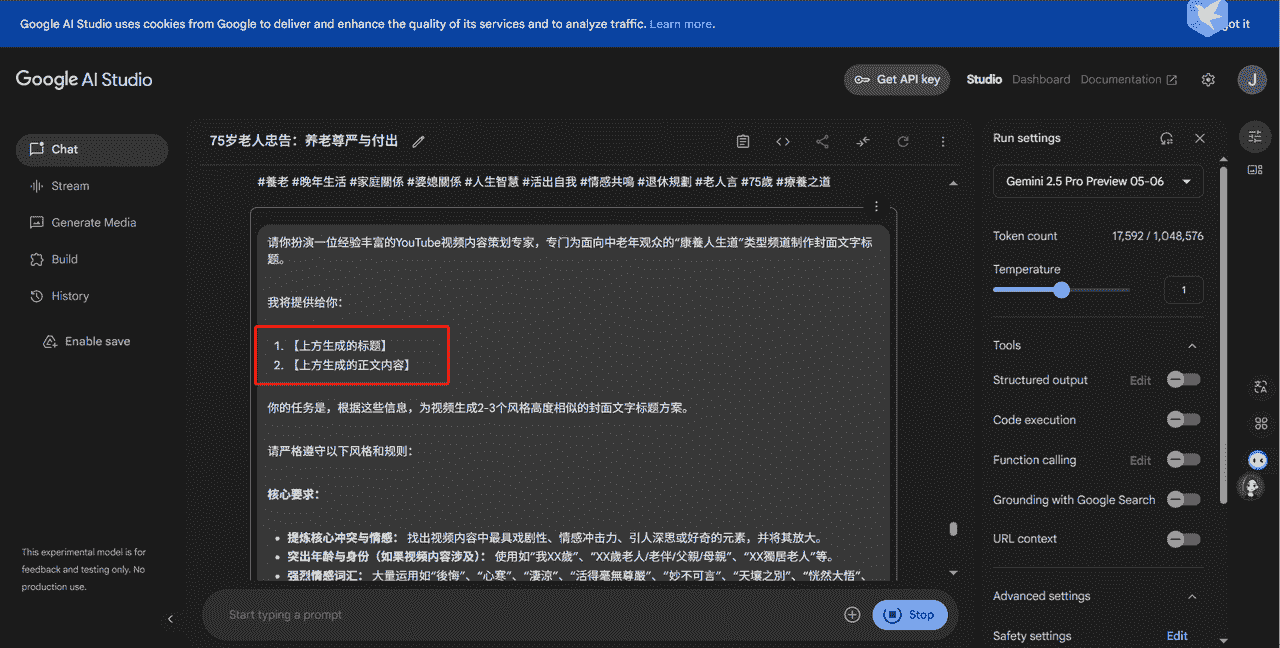 Google AI Studio uses cookies from Google to deliver and enhance the quality of its services and to analyze traffic. Learn more.
ot it
Google AI Studio
Get API key
Studio
Dashboard
Documentation
J
Chat
Stream
Generate Media
Build
History
Enable save
This experimental model is for
feedback and testing only. No
production use.
75岁老人忠告：养老尊严与付出
#養老 #晚年生活 #家庭關係 #婆媳關係 #人生智慧 #活出自我 #情感共鳴 #退休規劃 #老人言 #75歲 #療養之道
请你扮演一位经验丰富的YouTube视频内容策划专家，专门为面向中老年观众的“康養人生道”类型频道制作封面文字标
题。
我将提供给你：
1. 【上方生成的标题】
2. 【上方生成的正文内容】
你的任务是，根据这些信息，为视频生成2-3个风格高度相似的封面文字标题方案。
请严格遵守以下风格和规则：
核心要求：
提炼核心冲突与情感： 找出视频内容中最具戏剧性、情感冲击力、引人深思或好奇的元素，并将其放大。
突出年龄与身份（如果视频内容涉及）： 使用如“我XX歲”、“XX歲老人/老伴/父親/母親”、“XX獨居老人”等。
强烈情感词汇： 大量运用如“後悔”、“心寒”、“淒涼”、“活得毫無尊嚴”、“妙不可言”、“天壤之別”、“恍然大悟”、
Start typing a prompt
Stop
Run settings
Gemini 2.5 Pro Preview 05-06
Token count
17,592 / 1,048,576
Temperature
1
Tools
Structured output
Edit
Code execution
Function calling
Edit
Grounding with Google Search
URL context
Advanced settings
Safety settings
Edit